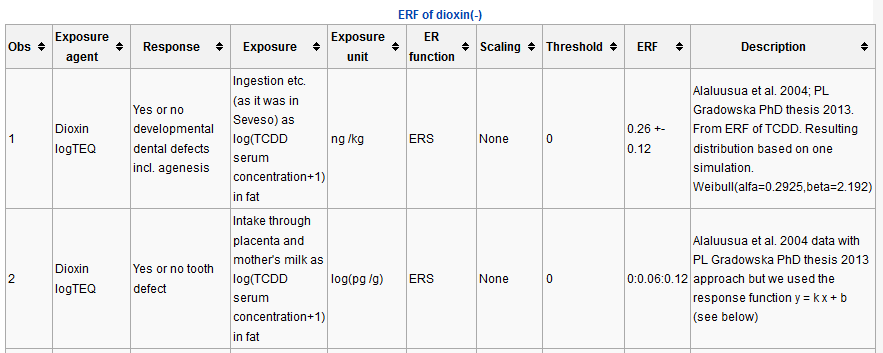 ERF of dioxin(-)
Obs
Exposure
agent
Response
Exposure
Exposure
unit
ER
function
Scaling
Threshold
ERF
Description
1
Dioxin
logTEQ
Yes or no
developmental
dental defects
incl. agenesis
Ingestion etc.
(as it was in
Seveso) as
log(TCDD
serum
concentration+1)
in fat
ng /kg
ERS
None
0
0.26 +-
0.12
Alaluusua et al. 2004; PL
Gradowska PhD thesis 2013.
From ERF of TCDD. Resulting
distribution based on one
simulation.
Weibull(alfa=0.2925,beta=2.192)
2
Dioxin
logTEQ
Yes or no tooth
defect
Intake through
placenta and
mother's milk as
log(TCDD
serum
concentration+1)
in fat
log(pg /g)
ERS
None
0
0:0.06:0.12
Alaluusua et al. 2004 data with
PL Gradowska PhD thesis 2013
approach but we used the
response function y = k x + b
(see below)